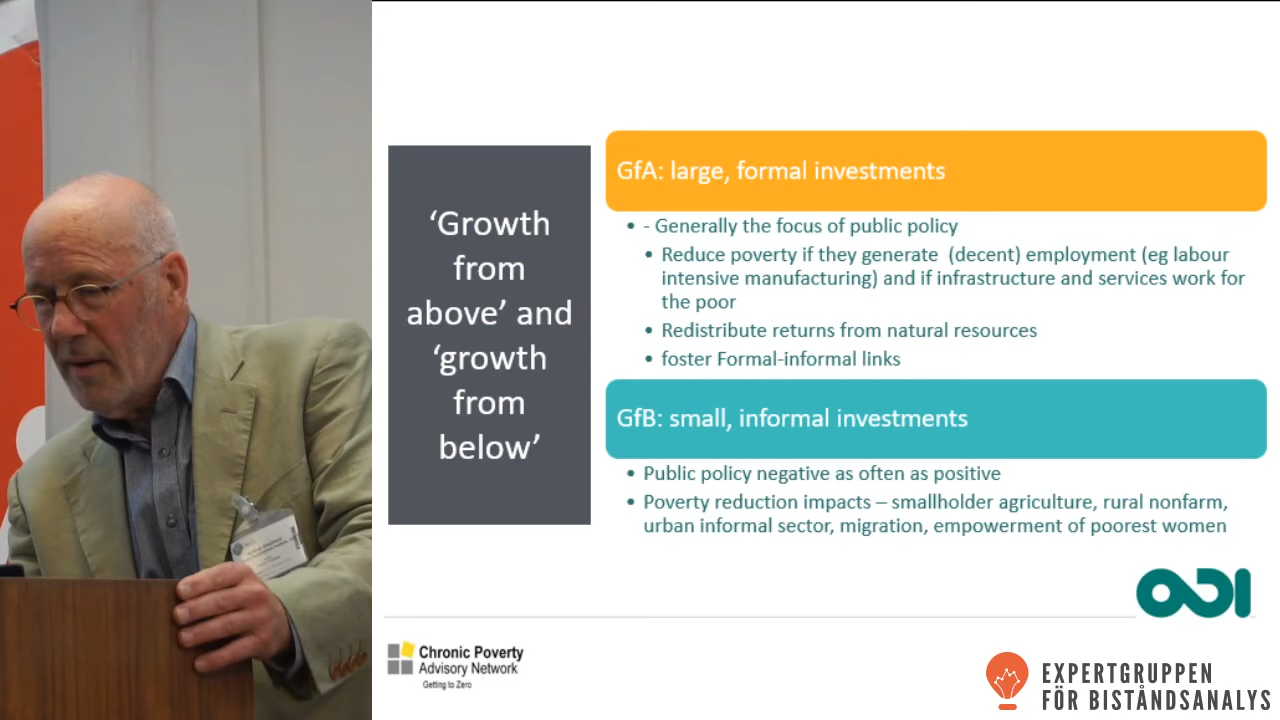 ‘Growth
from
above’ and
‘growth
from
below’
GfA: large, formal investments
• - Generally the focus of public policy
• Reduce poverty if they generate (decent) employment (eg labour
intensive manufacturing) and if infrastructure and services work for
the poor
• Redistribute returns from natural resources
• foster Formal-informal links
GfB: small, informal investments
• Public policy negative as often as positive
• Poverty reduction impacts – smallholder agriculture, rural nonfarm,
urban informal sector, migration, empowerment of poorest women
ODI
Chronic Poverty
Advisory Network
Getting to Zero
EXPERTGRUPPEN
FÖR BISTÅNDSANALYS